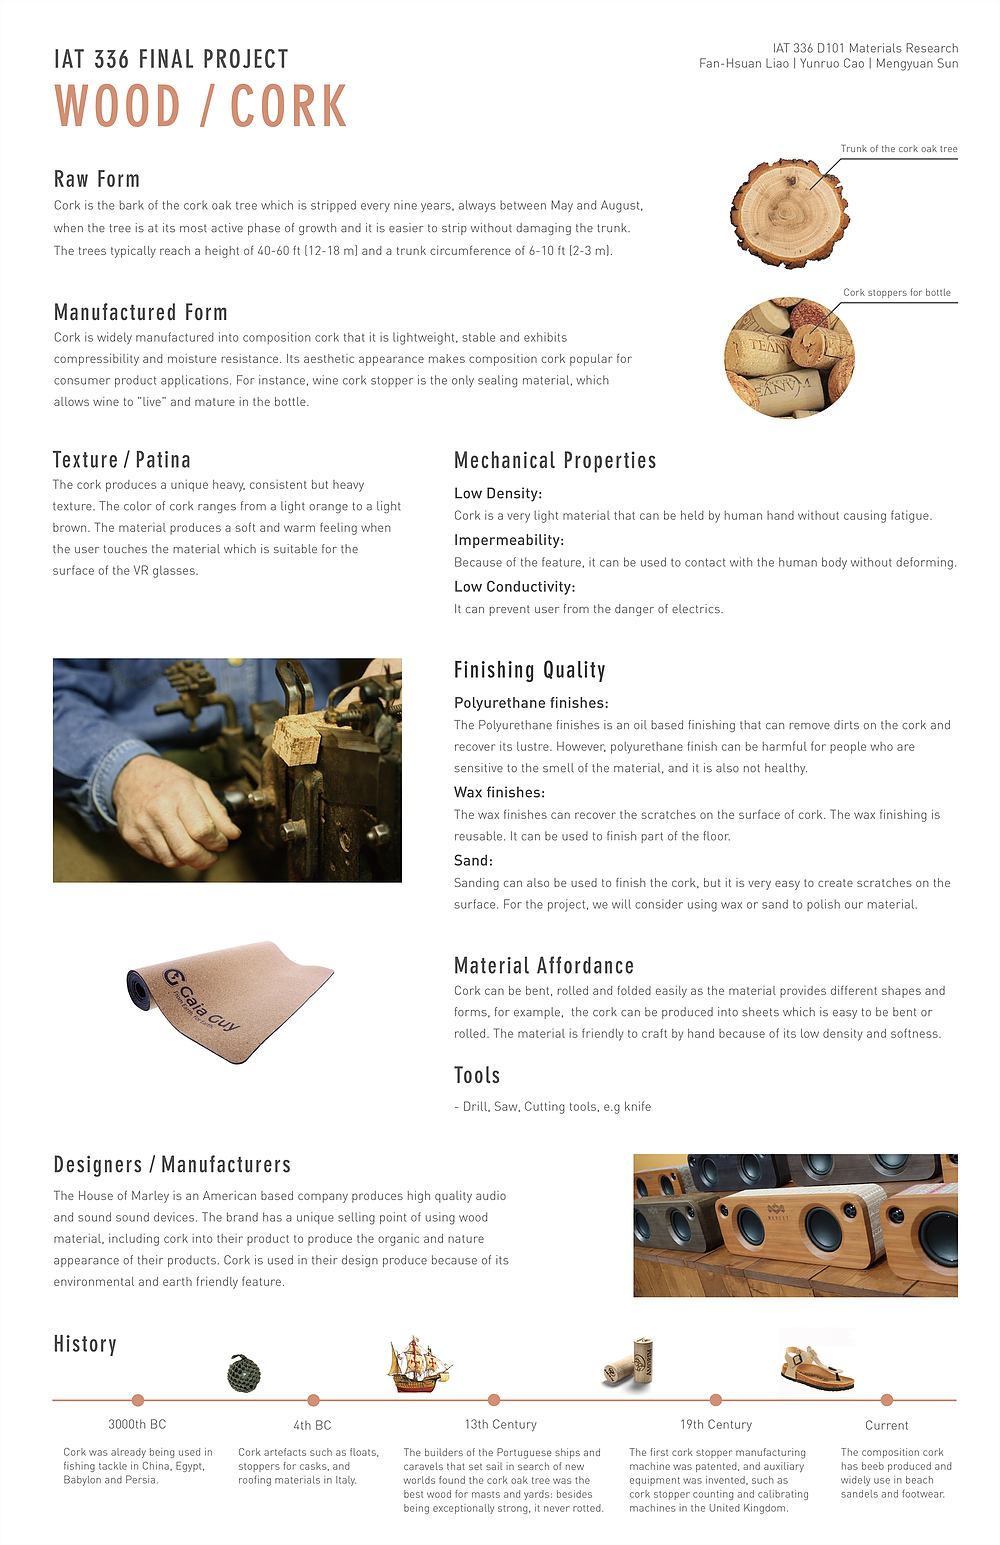 IAT 336 FINAL PROJECT
WOOD / CORK
IAT 336 D101 Materials Research
Fan-Hsuan Liao | Yunruo Cao | Mengyuan Sun
Trunk of the cork oak tree
Raw Form
Cork is the bark of the cork oak tree which is stripped every nine years, always between May and August,
when the tree is at its most active phase of growth and it is easier to strip without damaging the trunk.
The trees typically reach a height of 40-60 ft (12-18 m) and a trunk circumference of 6-10 ft (2-3 m).
Cork stoppers for bottle
Manufactured Form
Cork is widely manufactured into composition cork that it is lightweight, stable and exhibits
compressibility and moisture resistance. Its aesthetic appearance makes composition cork popular for
consumer product applications. For instance, wine cork stopper is the only sealing material, which
allows wine to "live" and mature in the bottle.
Texture / Patina
The cork produces a unique heavy, consistent but heavy
texture. The color of cork ranges from a light orange to a light
brown. The material produces a soft and warm feeling when
the user touches the material which is suitable for the
surface of the VR glasses.
Mechanical Properties
Low Density:
Cork is a very light material that can be held by human hand without causing fatigue.
Impermeability:
Because of the feature, it can be used to contact with the human body without deforming.
Low Conductivity:
It can prevent user from the danger of electrics.
Finishing Quality
Polyurethane finishes:
The Polyurethane finishes is an oil based finishing that can remove dirts on the cork and
recover its lustre. However, polyurethane finish can be harmful for people who are
sensitive to the smell of the material, and it is also not healthy.
Wax finishes:
The wax finishes can recover the scratches on the surface of cork. The wax finishing is
reusable. It can be used to finish part of the floor.
Sand:
Sanding can also be used to finish the cork, but it is very easy to create scratches on the
surface. For the project, we will consider using wax or sand to polish our material.
Gaia Guy
Material Affordance
Cork can be bent, rolled and folded easily as the material provides different shapes and
forms, for example,  the cork can be produced into sheets which is easy to be bent or
rolled. The material is friendly to craft by hand because of its low density and softness.
Tools
- Drill, Saw, Cutting tools, e.g knife
Designers / Manufacturers
The House of Marley is an American based company produces high quality audio
and sound sound devices. The brand has a unique selling point of using wood
material, including cork into their product to produce the organic and nature
appearance of their products. Cork is used in their design produce because of its
environmental and earth friendly feature.
MARLEY
History
3000th BC
Cork was already being used in
fishing tackle in China, Egypt,
Babylon and Persia.
4th BC
Cork artefacts such as floats,
stoppers for casks, and
roofing materials in Italy.
13th Century
The builders of the Portuguese ships and
caravels that set sail in search of new
worlds found the cork oak tree was the
best wood for masts and yards: besides
being exceptionally strong, it never rotted.
19th Century
The first cork stopper manufacturing
machine was patented, and auxiliary
equipment was invented, such as
cork stopper counting and calibrating
machines in the United Kingdom.
Current
The composition cork
has beeb produced and
widely use in beach
sandels and footwear.